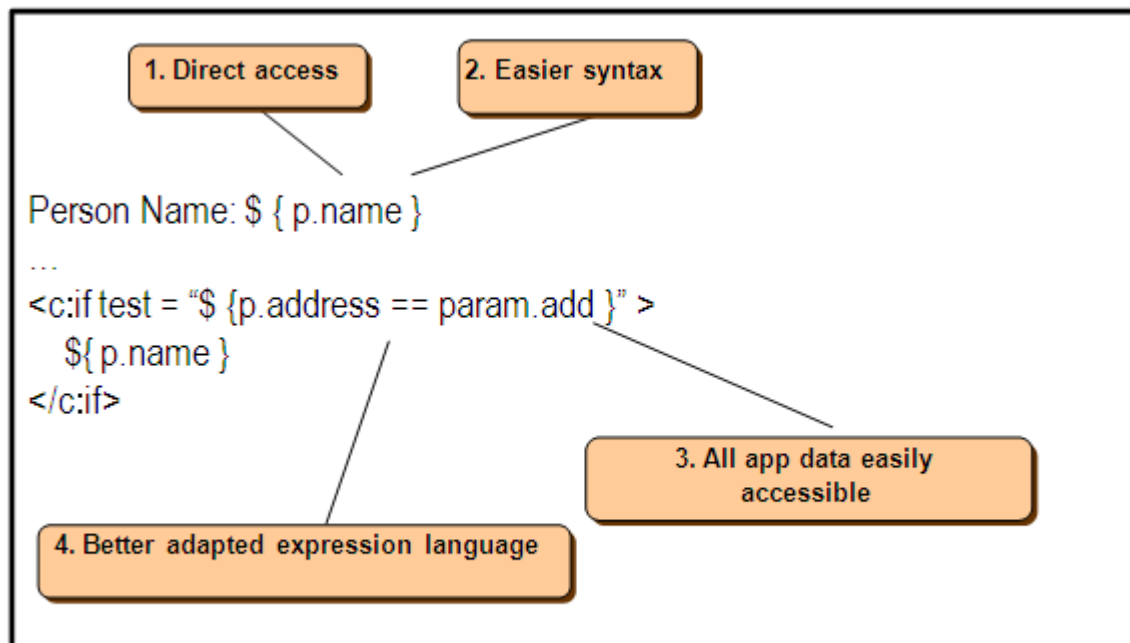 1. Direct access
2. Easier syntax
Person Name: $ { p.name }
...
<c:if test = “$ {p.address == param.add }” >
${ p.name }
</c:if>
3. All app data easily
accessible
4. Better adapted expression language